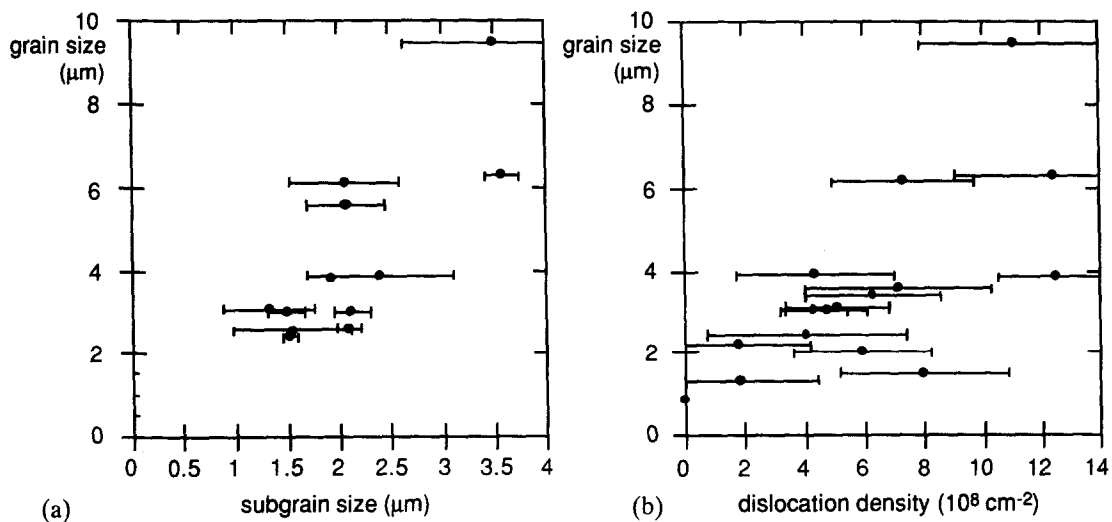 10
grain size
(μm)
8
6
4
2
0
0 0.5 1 1.5 2 2.5 3 3.5 4
(a) subgrain size (μm)
10
grain size
(μm)
8
6
4
2
0
0 2 4 6 8 10 12 14
(b) dislocation density (10⁸ cm⁻²)